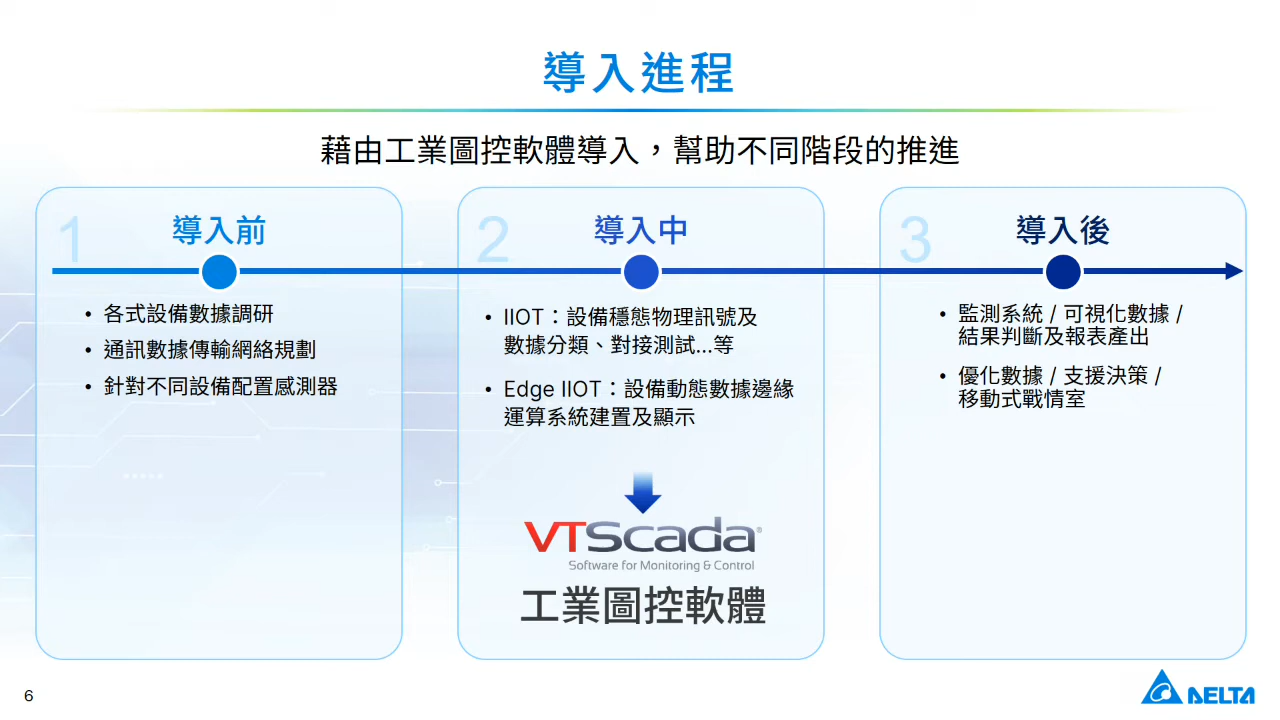 導入進程
藉由工業圖控軟體導入，幫助不同階段的推進
1
導入前
• 各式設備數據調研
• 通訊數據傳輸網絡規劃
• 針對不同設備配置感測器
2
導入中
• IIOT：設備穩態物理訊號及
數據分類、對接測試...等
• Edge IIOT：設備動態數據邊緣
運算系統建置及顯示
VTScada®
Software for Monitoring & Control
工業圖控軟體
3
導入後
• 監測系統 / 可視化數據 /
結果判斷及報表產出
• 優化數據 / 支援決策 /
移動式戰情室
6
DELTA